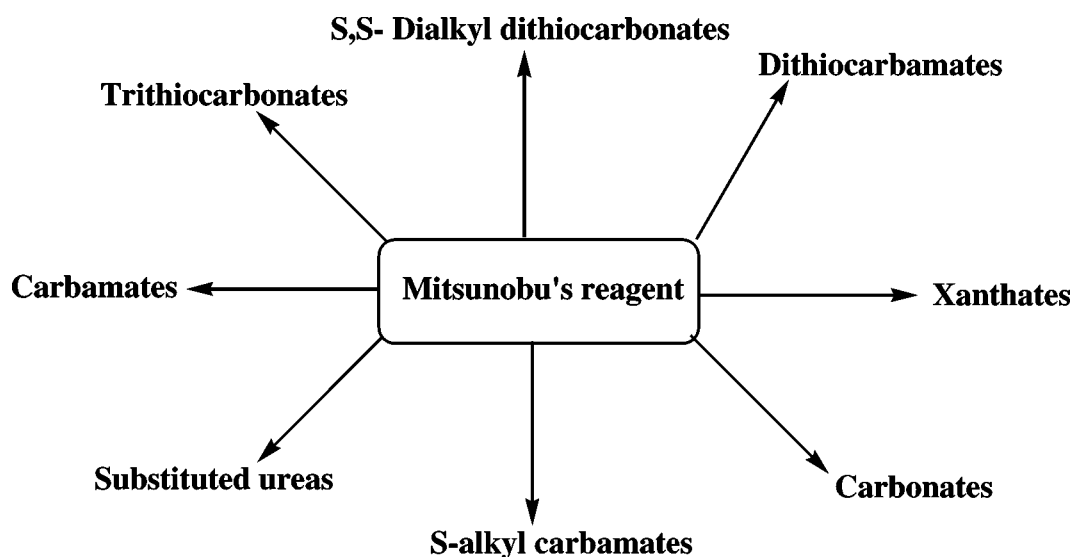 S,S- Dialkyl dithiocarbonates
Dithiocarbamates
Trithiocarbonates
Carbamates
Mitsunobu's reagent
Xanthates
Substituted ureas
Carbonates
S-alkyl carbamates